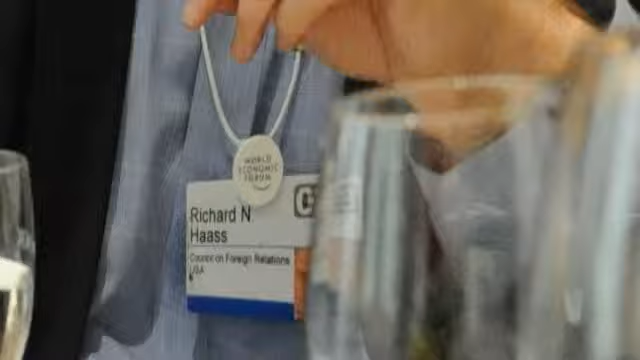 WORLD
ECONOMIC
FORUM
Richard N.
Haass
Council on Foreign Relations
USA